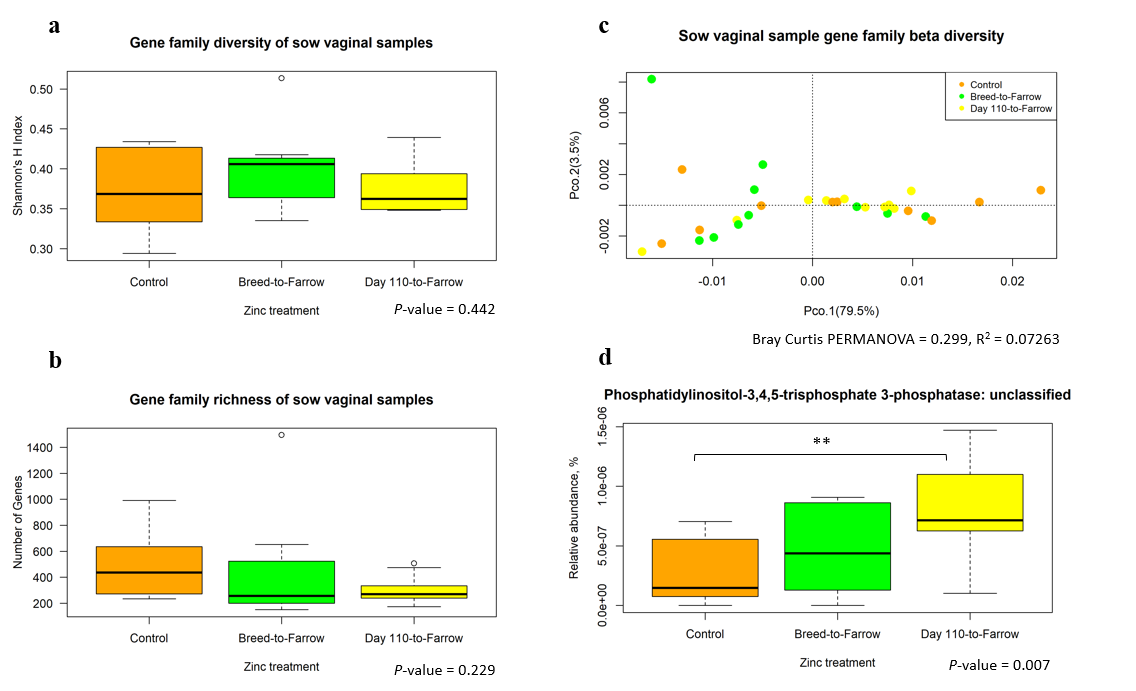 a
Gene family diversity of sow vaginal samples
Shannon's H Index
0.50
0.45
0.40
0.35
0.30
Control
Breed-to-Farrow
Day 110-to-Farrow
Zinc treatment
P-value = 0.442
b
Gene family richness of sow vaginal samples
Number of Genes
1400
1200
1000
800
600
400
200
Control
Breed-to-Farrow
Day 110-to-Farrow
Zinc treatment
P-value = 0.229
c
Sow vaginal sample gene family beta diversity
Pco.2(3.5%)
0.006
0.002
-0.002
Control
Breed-to-Farrow
Day 110-to-Farrow
-0.01
0.00
0.01
0.02
Pco.1(79.5%)
Bray Curtis PERMANOVA = 0.299, R² = 0.07263
d
Phosphatidylinositol-3,4,5-trisphosphate 3-phosphatase: unclassified
Relative abundance, %
1.5e-06
1.0e-06
5.0e-07
0.0e+00
**
Control
Breed-to-Farrow
Day 110-to-Farrow
Zinc treatment
P-value = 0.007